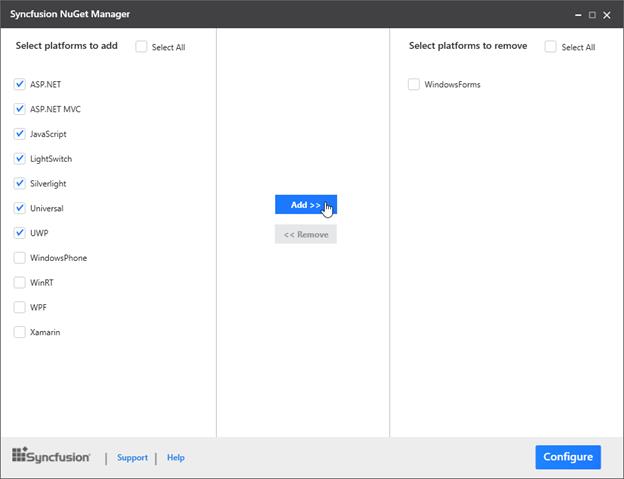 Syncfusion NuGet Manager
Select platforms to add
Select All
ASP.NET
ASP.NET MVC
JavaScript
LightSwitch
Silverlight
Universal
UWP
WindowsPhone
WinRT
WPF
Xamarin
Add >>
<< Remove
Select platforms to remove
Select All
WindowsForms
Syncfusion
Support
Help
Configure